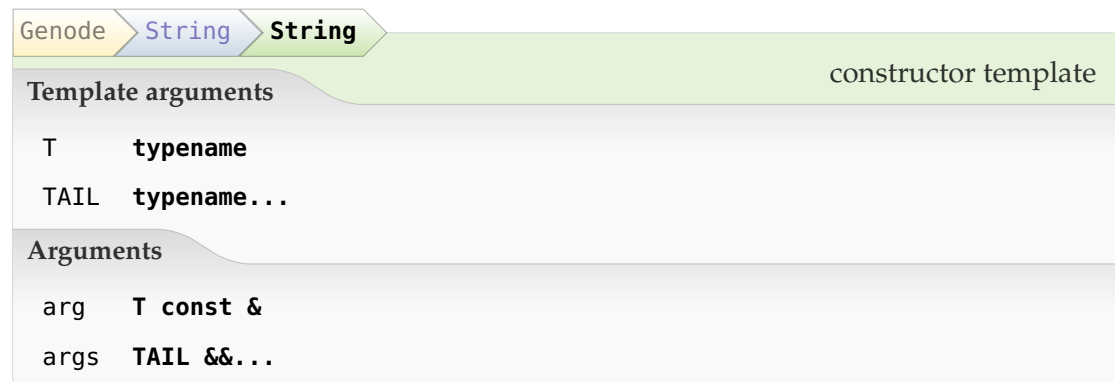 Genode String String
constructor template
Template arguments
T typename
TAIL typename...
Arguments
arg T const &
args TAIL &&...